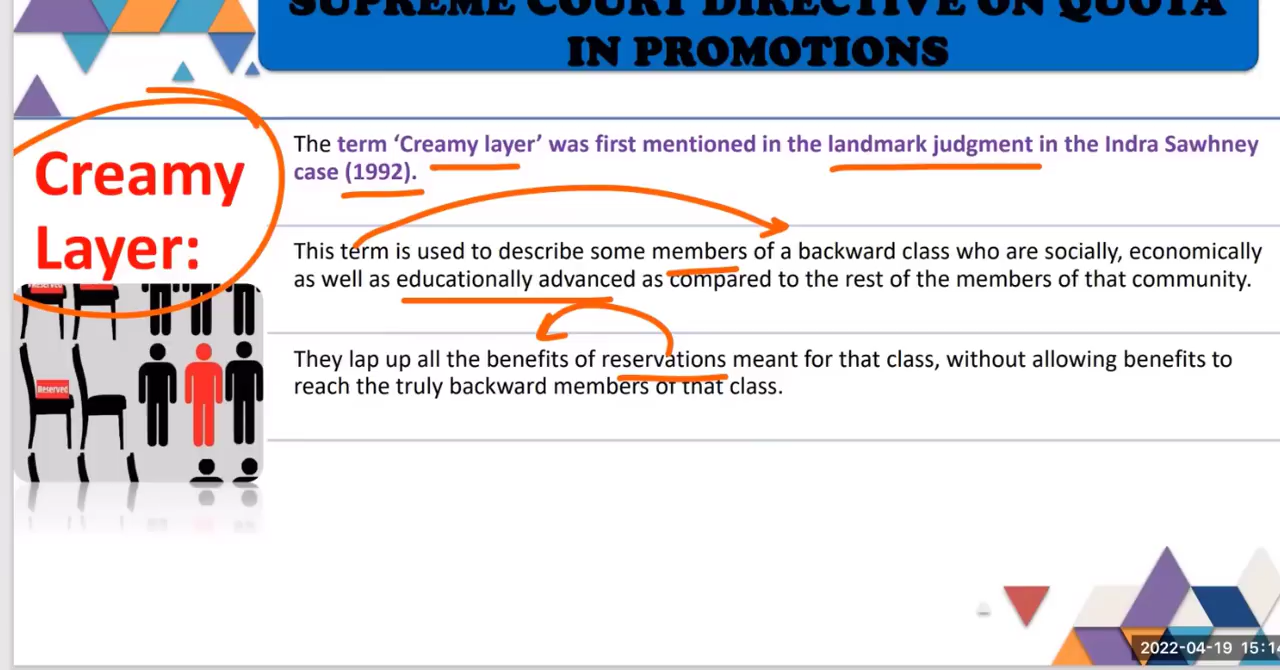 SUPREME COURT DIRECTIVE ON QUOTA
IN PROMOTIONS
Creamy
Layer:
The term ‘Creamy layer’ was first mentioned in the landmark judgment in the Indra Sawhney
case (1992).
This term is used to describe some members of a backward class who are socially, economically
as well as educationally advanced as compared to the rest of the members of that community.
They lap up all the benefits of reservations meant for that class, without allowing benefits to
reach the truly backward members of that class.
Reserved
2022-04-19 15:1